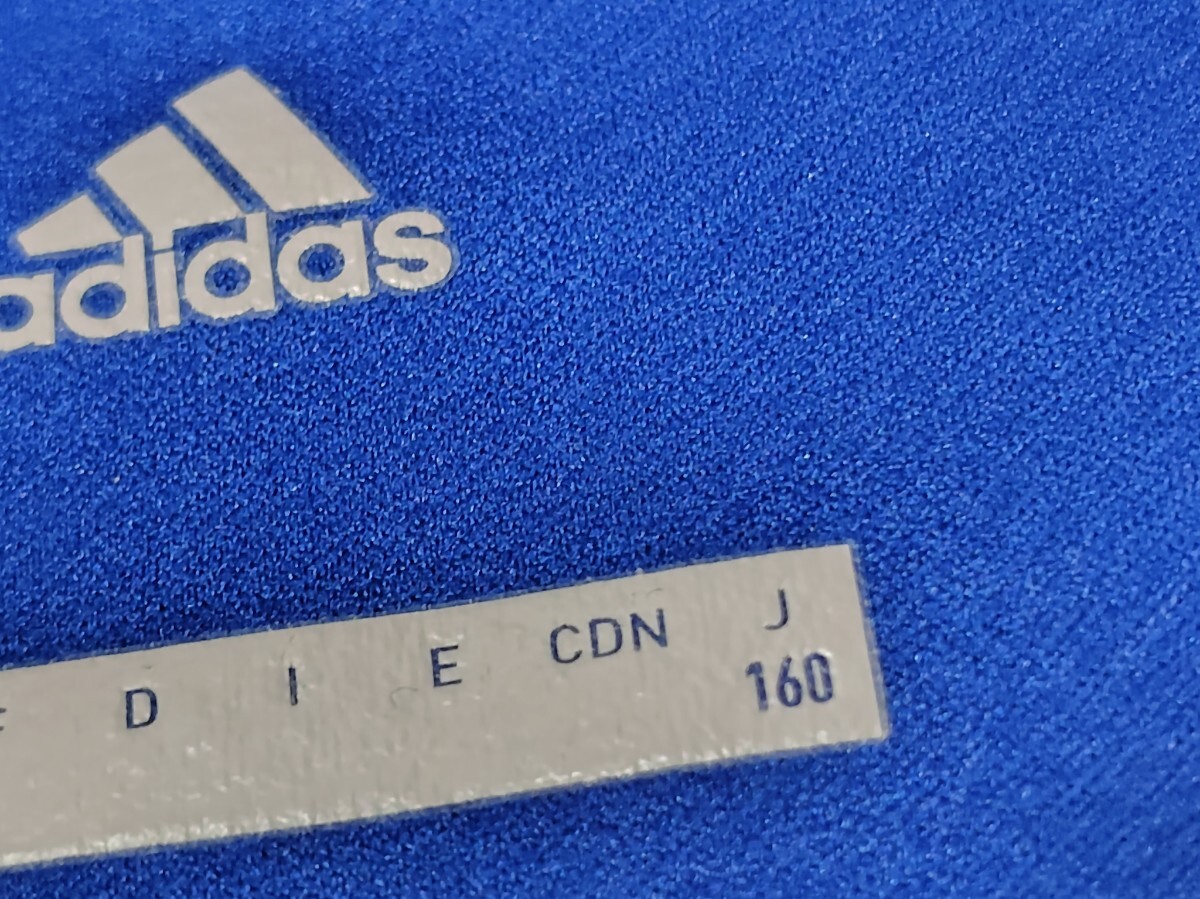 adidas
D I E CDN J
160